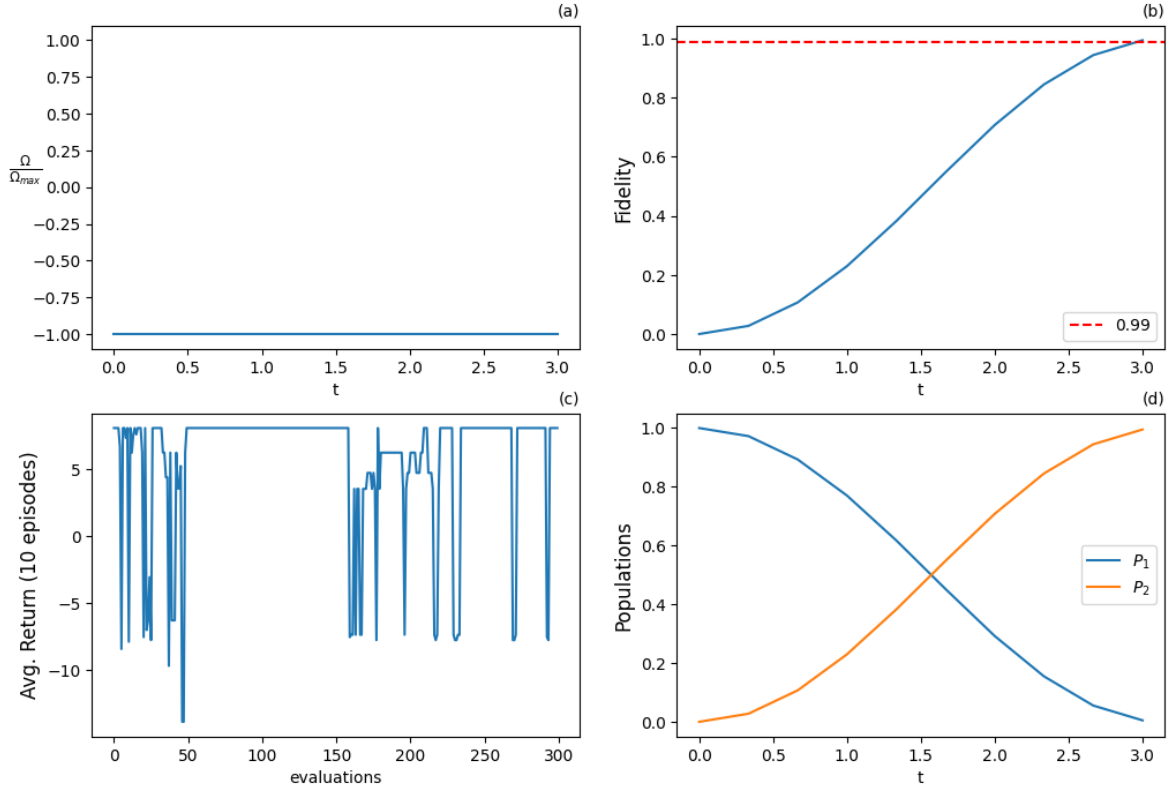 (a)
1.00
0.75
0.50
0.25
0.00
−0.25
−0.50
−0.75
−1.00
Ω
Ωmax
0.0 0.5 1.0 1.5 2.0 2.5 3.0
t
(b)
1.0
0.8
0.6
0.4
0.2
0.0
Fidelity
0.99
0.0 0.5 1.0 1.5 2.0 2.5 3.0
t
(c)
5
0
−5
−10
Avg. Return (10 episodes)
0 50 100 150 200 250 300
evaluations
(d)
1.0
0.8
0.6
0.4
0.2
0.0
Populations
P1
P2
0.0 0.5 1.0 1.5 2.0 2.5 3.0
t